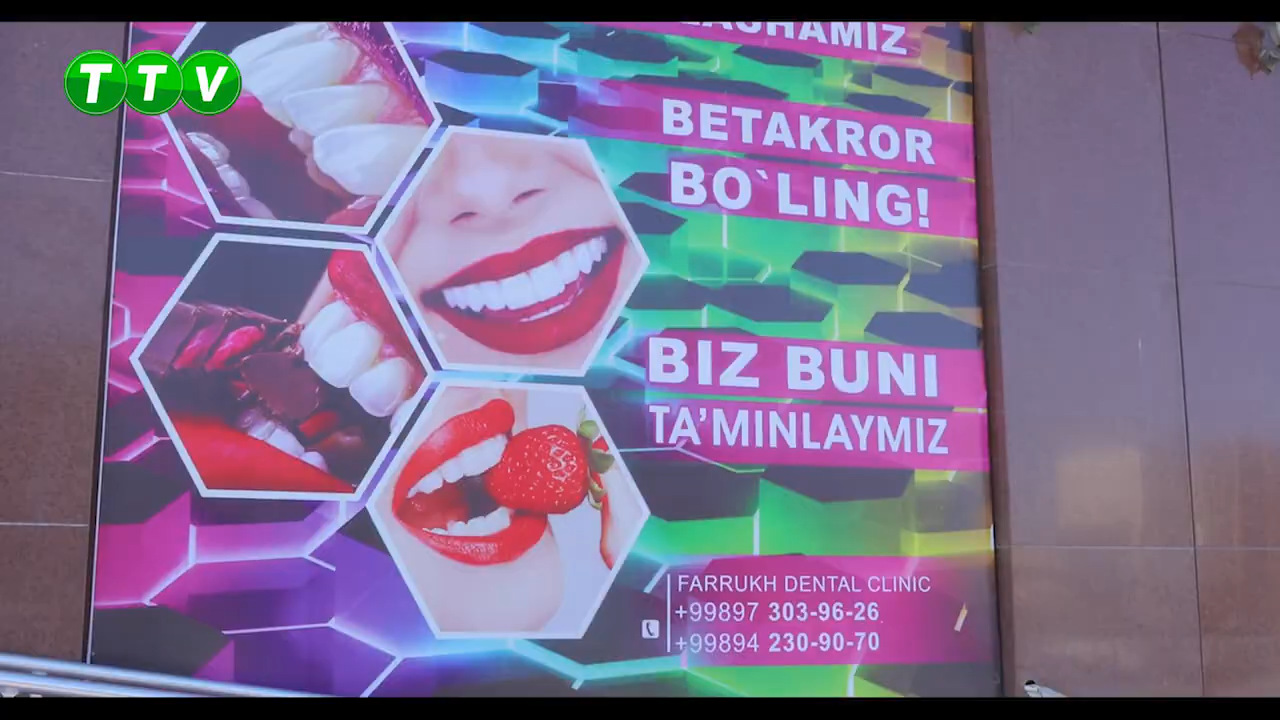 TTV
BETAKROR
BO`LING!
BIZ BUNI
TA'MINLAYMIZ
FARRUKH DENTAL CLINIC
+99897 303-96-26
+99894 230-90-70